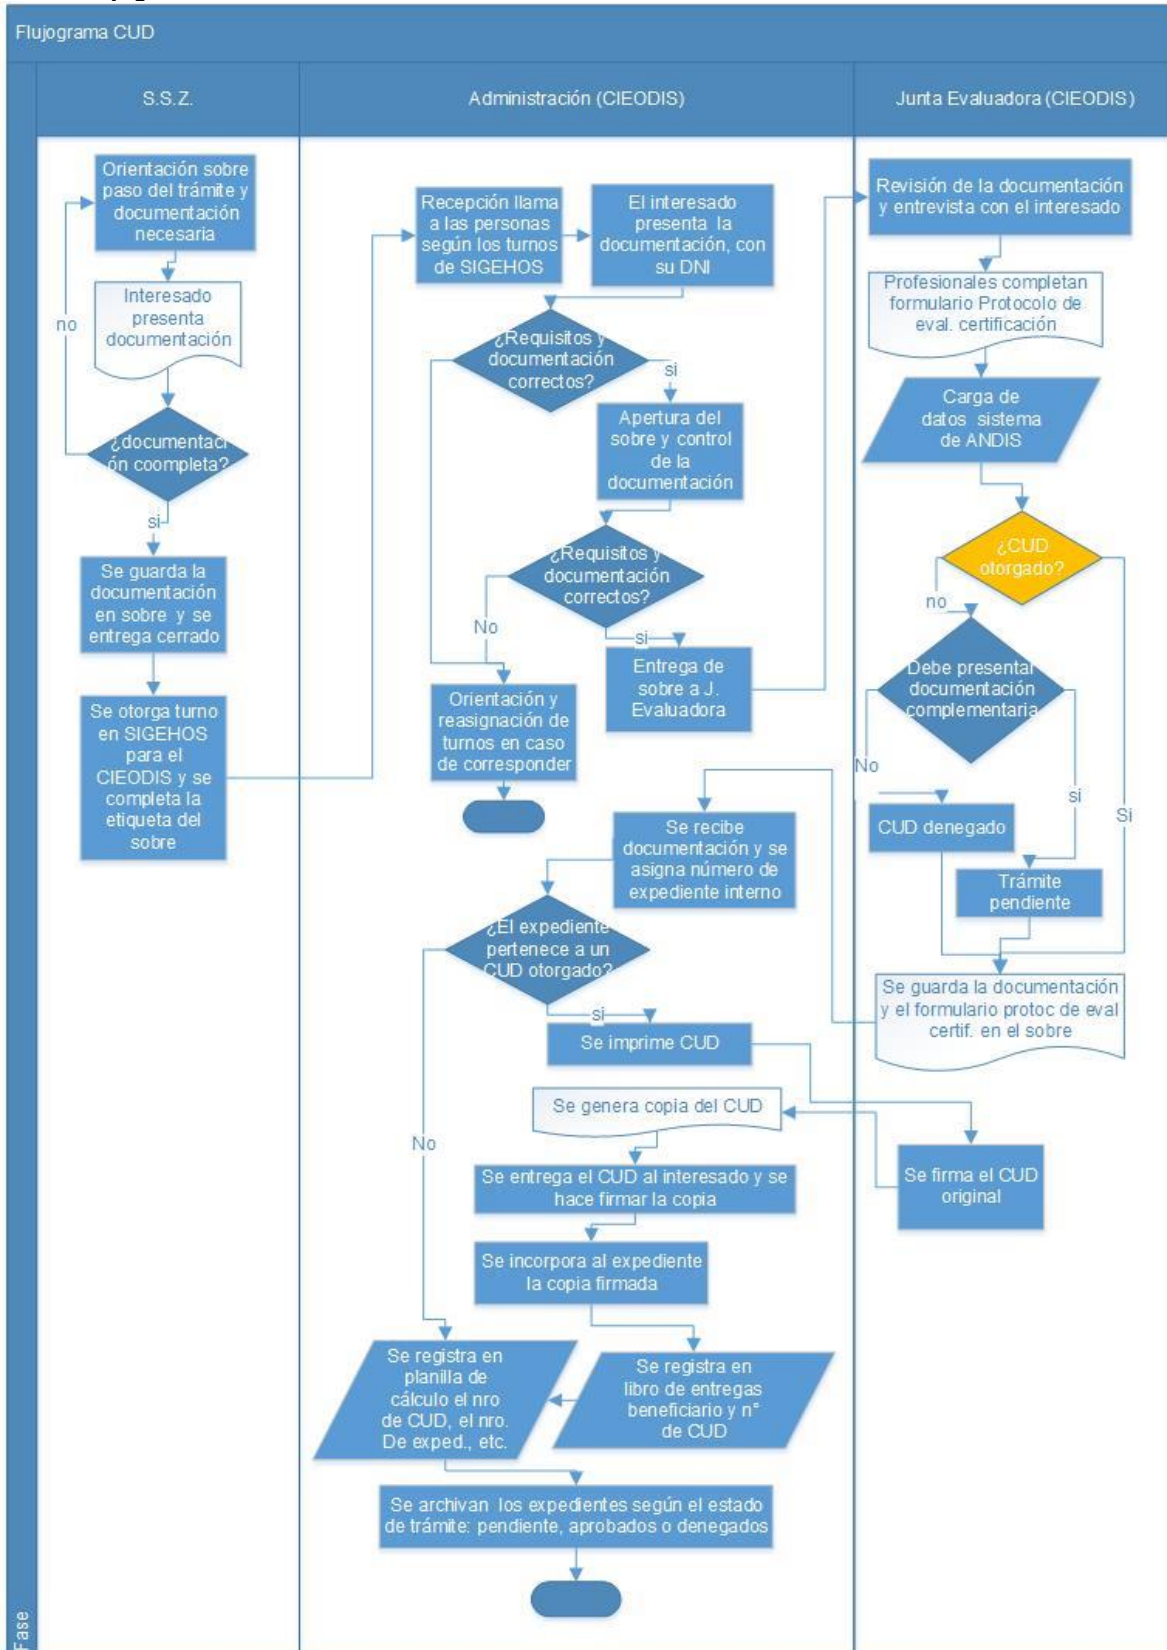 Flujograma CUD
S.S.Z.
Administración (CIEODIS)
Junta Evaluadora (CIEODIS)
Orientación sobre
paso del trámite y
documentación
necesaria
Interesado
presenta
documentación
no
¿documentaci
ón coompleta?
si
Se guarda la
documentación
en sobre y se
entrega cerrado
Se otorga turno
en SIGEHOS
para el
CIEODIS y se
completa la
etiqueta del
sobre
Recepción llama
a las personas
según los turnos
de SIGEHOS
El interesado
presenta la
documentación, con
su DNI
¿Requisitos y
documentación
correctos?
si
Apertura del
sobre y control
de la
documentación
¿Requisitos y
documentación
correctos?
No
si
Entrega de
sobre a J.
Evaluadora
Orientación y
reasignación de
turnos en caso
de corresponder
Revisión de la documentación
y entrevista con el interesado
Profesionales completan
formulario Protocolo de
eval. certificación
Carga de
datos sistema
de ANDIS
¿CUD
otorgado?
no
Debe presentar
documentación
complementaria
No
si
Si
CUD denegado
Trámite
pendiente
Se guarda la documentación
y el formulario protoc de eval
certif. en el sobre
Se recibe
documentación y se
asigna número de
expediente interno
¿El expediente
pertenece a un
CUD otorgado?
si
Se imprime CUD
No
Se firma el CUD
original
Se genera copia del CUD
Se entrega el CUD al interesado y se
hace firmar la copia
Se incorpora al expediente
la copia firmada
Se registra en
libro de entregas
beneficiario y n°
de CUD
Se registra en
planilla de
cálculo el nro
de CUD, el nro.
De exped., etc.
Se archivan los expedientes según el estado
de trámite: pendiente, aprobados o denegados
Fase